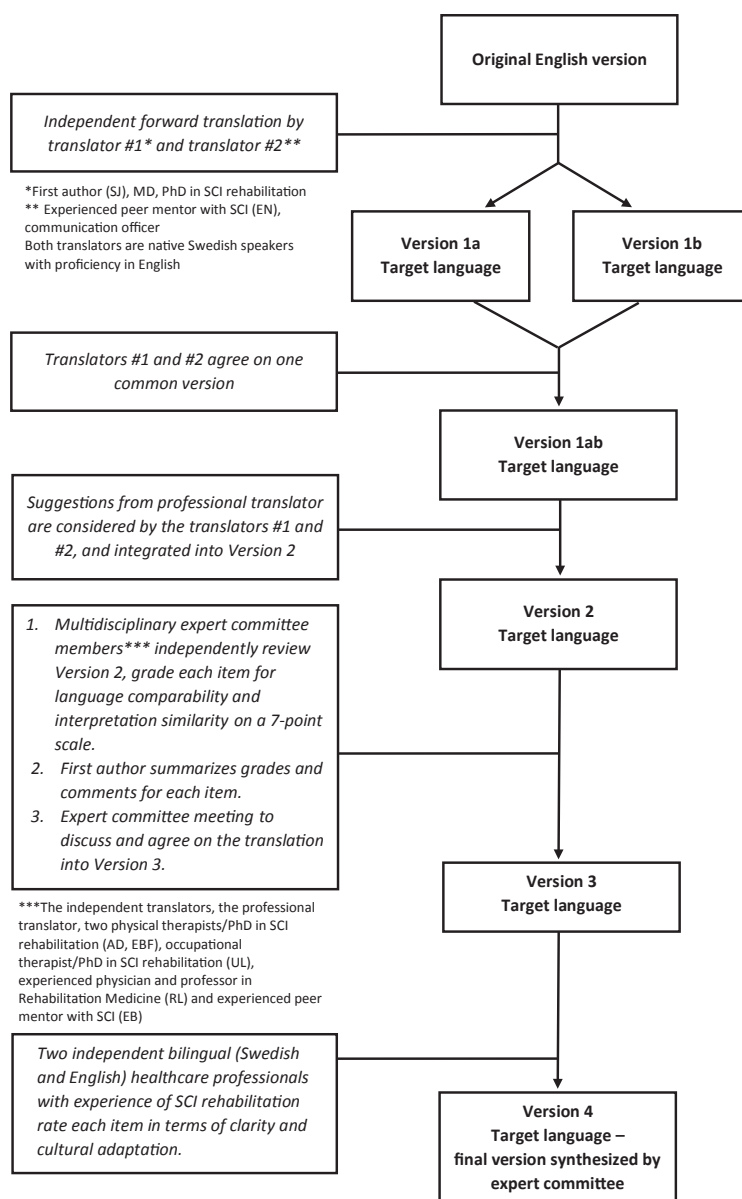 Original English version
Independent forward translation by
translator #1* and translator #2**
*First author (SJ), MD, PhD in SCI rehabilitation
** Experienced peer mentor with SCI (EN),
communication officer
Both translators are native Swedish speakers
with proficiency in English
Version 1a
Target language
Version 1b
Target language
Translators #1 and #2 agree on one
common version
Version 1ab
Target language
Suggestions from professional translator
are considered by the translators #1 and
#2, and integrated into Version 2
Version 2
Target language
1. Multidisciplinary expert committee
members*** independently review
Version 2, grade each item for
language comparability and
interpretation similarity on a 7-point
scale.
2. First author summarizes grades and
comments for each item.
3. Expert committee meeting to
discuss and agree on the translation
into Version 3.
Version 3
Target language
***The independent translators, the professional
translator, two physical therapists/PhD in SCI
rehabilitation (AD, EBF), occupational
therapist/PhD in SCI rehabilitation (UL),
experienced physician and professor in
Rehabilitation Medicine (RL) and experienced peer
mentor with SCI (EB)
Two independent bilingual (Swedish
and English) healthcare professionals
with experience of SCI rehabilitation
rate each item in terms of clarity and
cultural adaptation.
Version 4
Target language –
final version synthesized by
expert committee